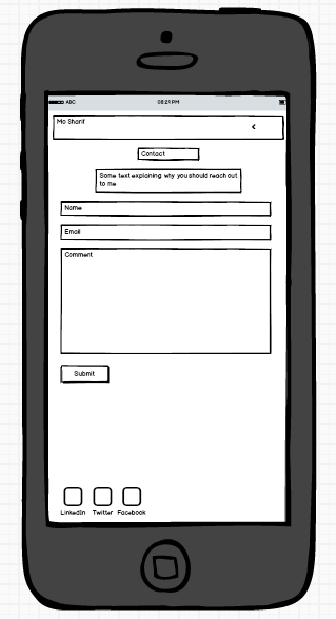 ABC 08:29 PM
Mo Sharif
Contact
Some text explaining why you should reach out
to me
Name
Email
Comment
Submit
LinkedIn Twitter Facebook